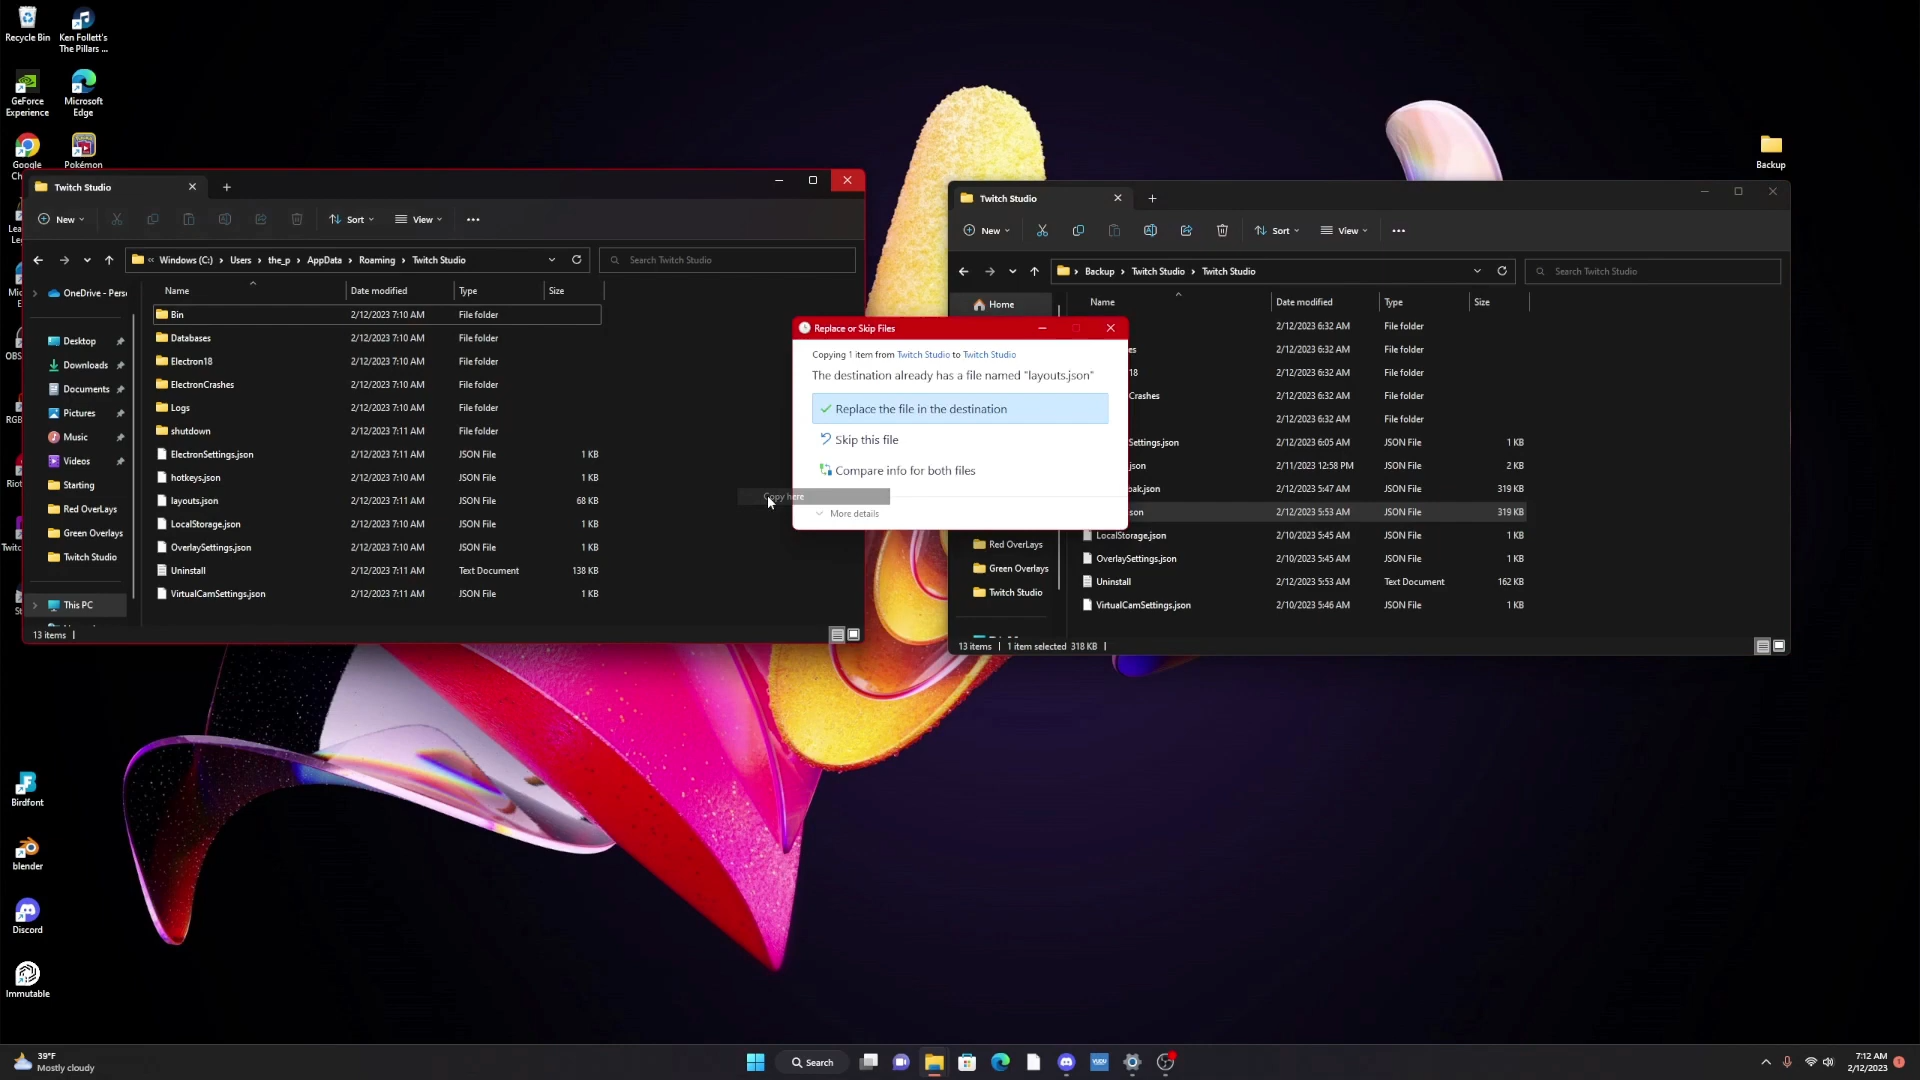 Recycle Bin
Ken Follett's
The Pillars ...
GeForce
Experience
Microsoft
Edge
Google
Pokémon
Backup
Birdfont
blender
Discord
Immutable
Twitch Studio
New
Sort
View
Windows (C:) > Users > the_p > AppData > Roaming > Twitch Studio
Search Twitch Studio
Name Date modified Type Size
OneDrive - Pers
Desktop
Downloads
Documents
Pictures
Music
Videos
Starting
Red OverLays
Green Overlays
Twitch Studio
This PC
Bin 2/12/2023 7:10 AM File folder
Databases 2/12/2023 7:10 AM File folder
Electron18 2/12/2023 7:10 AM File folder
ElectronCrashes 2/12/2023 7:10 AM File folder
Logs 2/12/2023 7:10 AM File folder
shutdown 2/12/2023 7:11 AM File folder
ElectronSettings.json 2/12/2023 7:11 AM JSON File 1 KB
hotkeys.json 2/12/2023 7:10 AM JSON File 1 KB
layouts.json 2/12/2023 7:11 AM JSON File 68 KB
LocalStorage.json 2/12/2023 7:10 AM JSON File 1 KB
OverlaySettings.json 2/12/2023 7:10 AM JSON File 1 KB
Uninstall 2/12/2023 7:11 AM Text Document 138 KB
VirtualCamSettings.json 2/12/2023 7:11 AM JSON File 1 KB
13 items
Copy here
Replace or Skip Files
Copying 1 item from Twitch Studio to Twitch Studio
The destination already has a file named "layouts.json"
Replace the file in the destination
Skip this file
Compare info for both files
More details
Twitch Studio
New
Sort
View
Backup > Twitch Studio > Twitch Studio
Search Twitch Studio
Home
Name Date modified Type Size
2/12/2023 6:32 AM File folder
es 2/12/2023 6:32 AM File folder
18 2/12/2023 6:32 AM File folder
Crashes 2/12/2023 6:32 AM File folder
2/12/2023 6:32 AM File folder
Settings.json 2/12/2023 6:05 AM JSON File 1 KB
json 2/11/2023 12:58 PM JSON File 2 KB
bak.json 2/12/2023 5:47 AM JSON File 319 KB
son 2/12/2023 5:53 AM JSON File 319 KB
LocalStorage.json 2/10/2023 5:45 AM JSON File 1 KB
OverlaySettings.json 2/10/2023 5:45 AM JSON File 1 KB
Uninstall 2/12/2023 5:53 AM Text Document 162 KB
VirtualCamSettings.json 2/10/2023 5:46 AM JSON File 1 KB
Red OverLays
Green Overlays
Twitch Studio
13 items
1 item selected 318 KB
39°F
Mostly cloudy
Search
VUDU
7:12 AM
2/12/2023
1